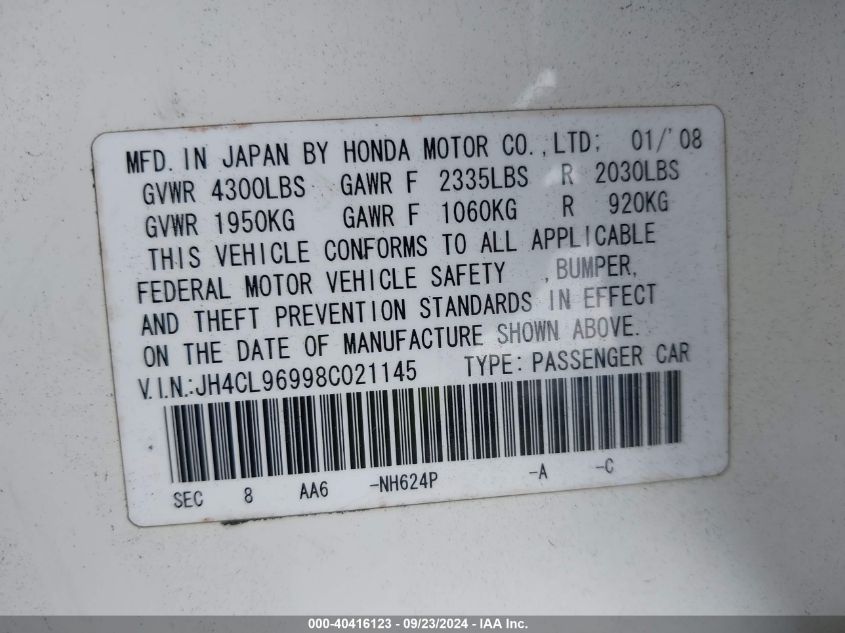 MFD. IN JAPAN BY HONDA MOTOR CO.,LTD; 01/'08
GVWR 4300LBS GAWR F 2335LBS R 2030LBS
GVWR 1950KG GAWR F 1060KG R 920KG
THIS VEHICLE CONFORMS TO ALL APPLICABLE
FEDERAL MOTOR VEHICLE SAFETY ,BUMPER,
AND THEFT PREVENTION STANDARDS IN EFFECT
ON THE DATE OF MANUFACTURE SHOWN ABOVE.
V.I.N.:JH4CL96998C021145 TYPE: PASSENGER CAR
SEC 8 AA6 -NH624P -A -C
000-40416123 - 09/23/2024 - IAA Inc.